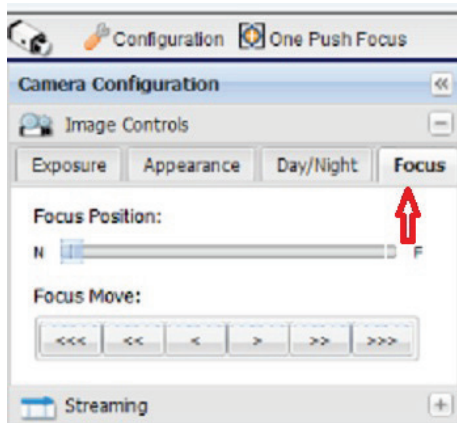 Configuration One Push Focus
Camera Configuration «
Image Controls −
Exposure Appearance Day/Night Focus
Focus Position:
N F
Focus Move:
<<< << < > >> >>>
Streaming +